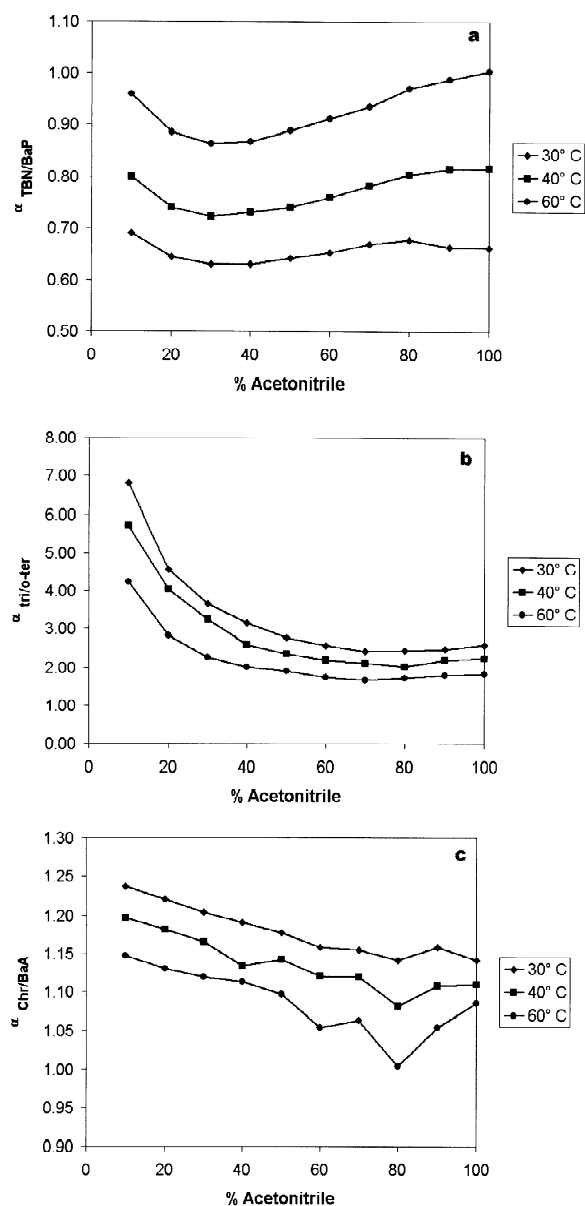 a
1.10
1.00
0.90
0.80
0.70
0.60
0.50
α TBN/BaP
0 20 40 60 80 100
% Acetonitrile
30° C
40° C
60° C
b
8.00
7.00
6.00
5.00
4.00
3.00
2.00
1.00
0.00
α tri/o-ter
0 20 40 60 80 100
% Acetonitrile
30° C
40° C
60° C
c
1.30
1.25
1.20
1.15
1.10
1.05
1.00
0.95
0.90
α Chr/BaA
0 20 40 60 80 100
% Acetonitrile
30° C
40° C
60° C